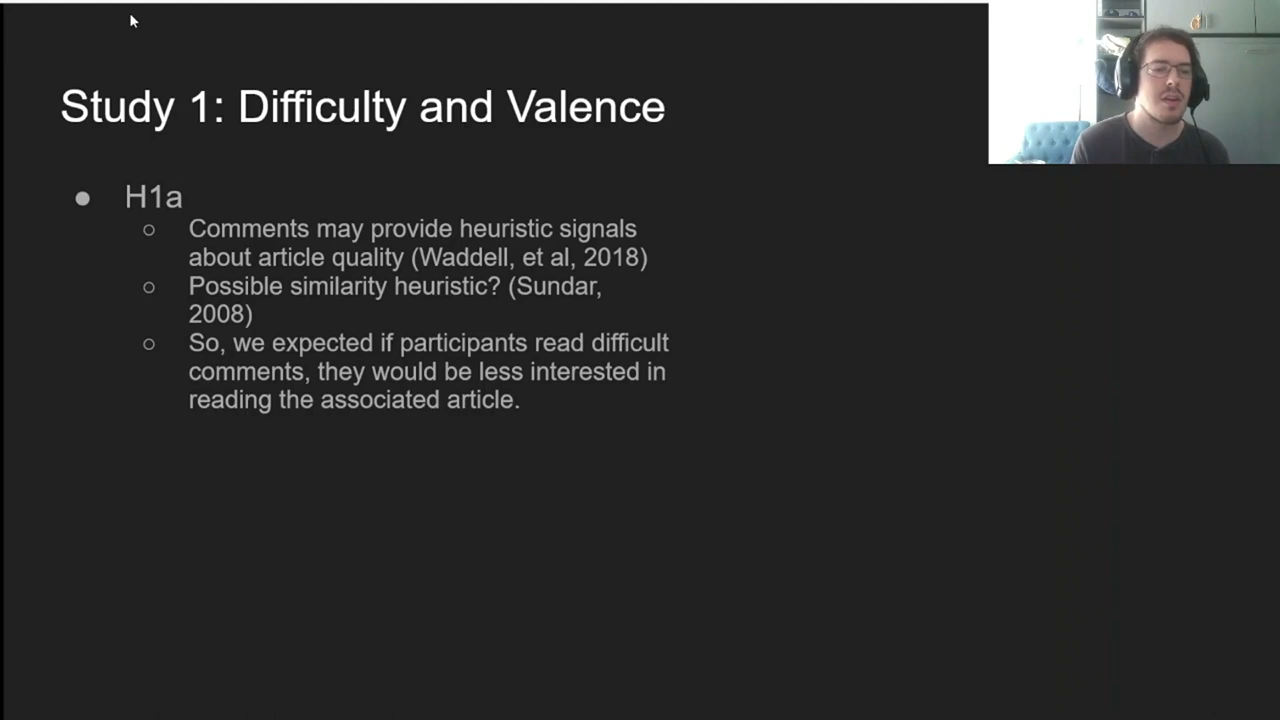 Study 1: Difficulty and Valence
● H1a
○ Comments may provide heuristic signals
about article quality (Waddell, et al, 2018)
○ Possible similarity heuristic? (Sundar,
2008)
○ So, we expected if participants read difficult
comments, they would be less interested in
reading the associated article.